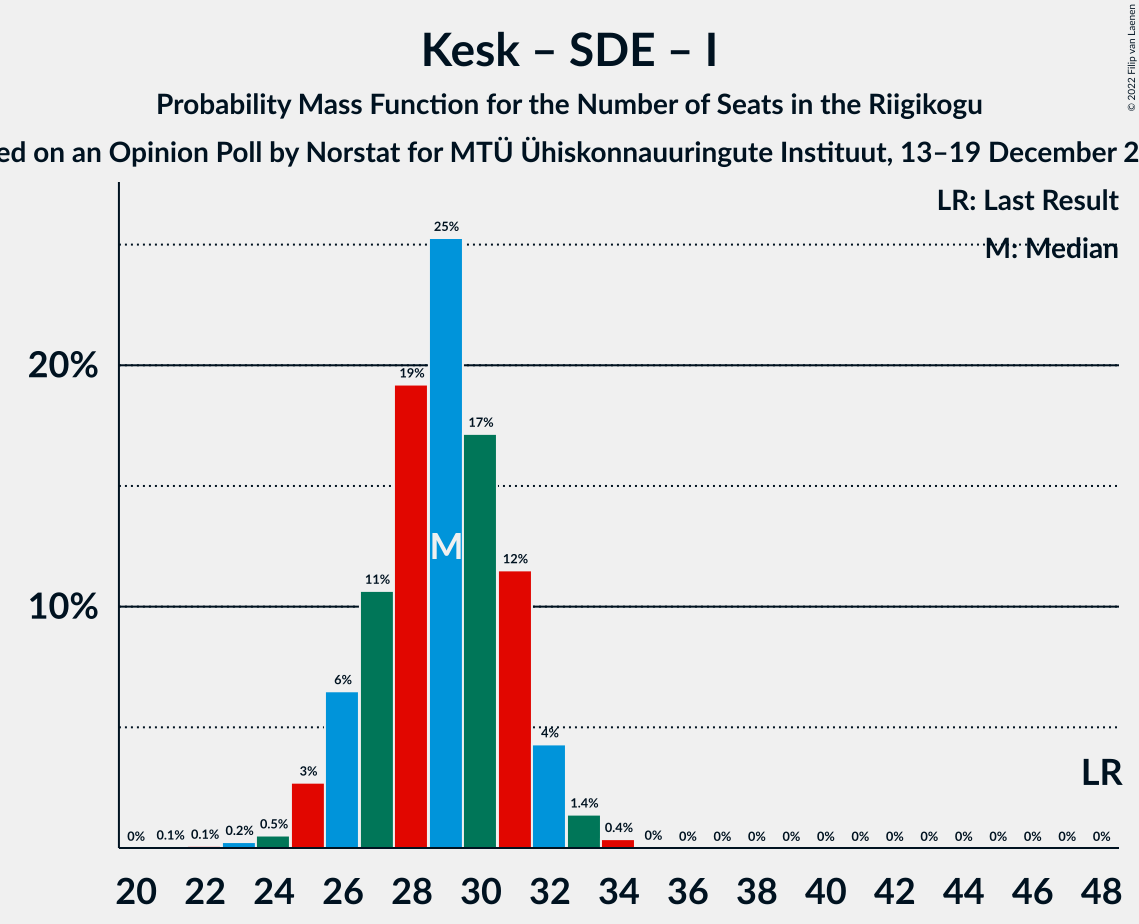 Kesk – SDE – I
Probability Mass Function for the Number of Seats in the Riigikogu
ed on an Opinion Poll by Norstat for MTÜ Ühiskonnauuringute Instituut, 13–19 December 2
© 2022 Filip van Laenen
LR: Last Result
M: Median
25%
20%
19%
17%
M
12%
11%
10%
6%
4%
LR
3%
1.4%
0% 0.1% 0.1% 0.2% 0.5% 0.4% 0% 0% 0% 0% 0% 0% 0% 0% 0% 0% 0% 0% 0% 0%
20 22 24 26 28 30 32 34 36 38 40 42 44 46 48